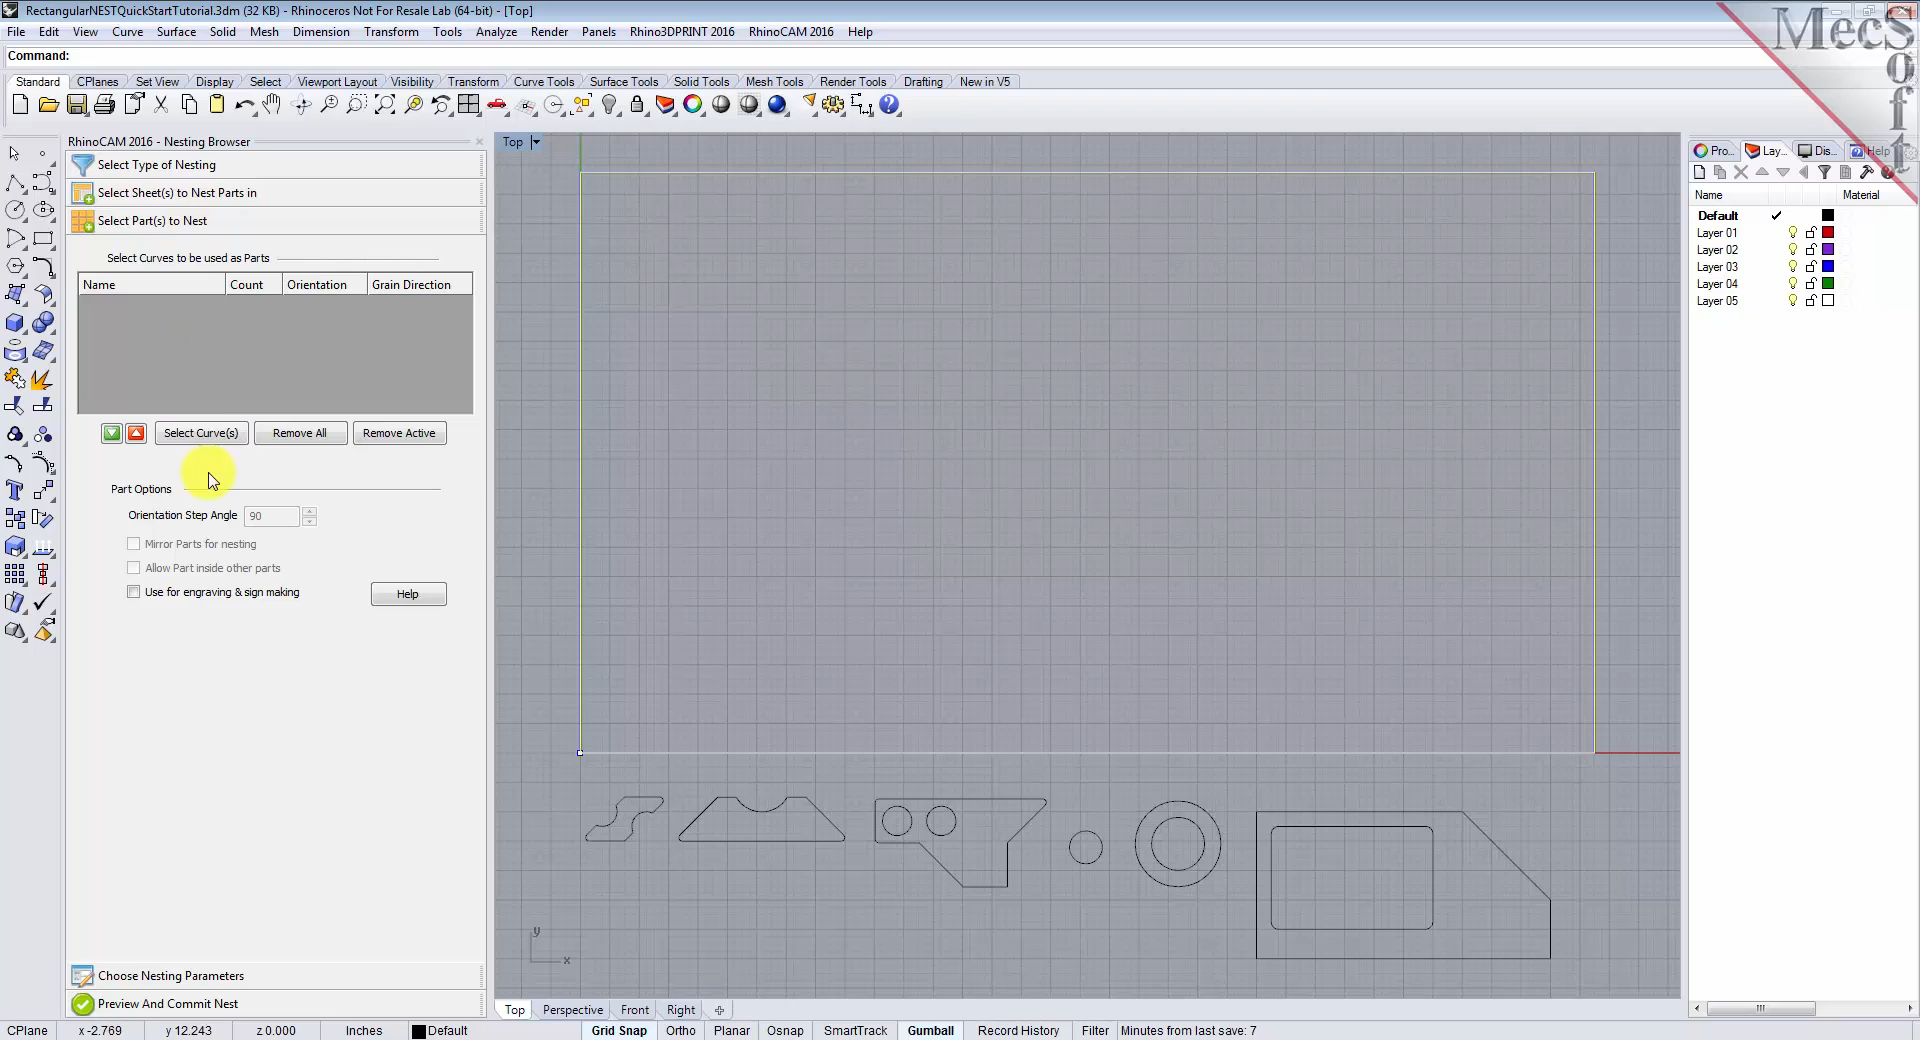 RectangularNESTQuickStartTutorial.3dm (32 KB) - Rhinoceros Not For Resale Lab (64-bit) - [Top]
File Edit View Curve Surface Solid Mesh Dimension Transform Tools Analyze Render Panels Rhino3DPRINT 2016 RhinoCAM 2016 Help
Command:
Standard CPlanes Set View Display Select Viewport Layout Visibility Transform Curve Tools Surface Tools Solid Tools Mesh Tools Render Tools Drafting New in V5
MecSoft
RhinoCAM 2016 - Nesting Browser
Select Type of Nesting
Select Sheet(s) to Nest Parts in
Select Part(s) to Nest
Select Curves to be used as Parts
Name Count Orientation Grain Direction
Select Curve(s) Remove All Remove Active
Part Options
Orientation Step Angle 90
Mirror Parts for nesting
Allow Part inside other parts
Use for engraving & sign making
Help
Choose Nesting Parameters
Preview And Commit Nest
Top
y
x
Top Perspective Front Right
Pro... Lay... Dis... Help
Name Material
Default
Layer 01
Layer 02
Layer 03
Layer 04
Layer 05
CPlane x -2.769 y 12.243 z 0.000 Inches Default Grid Snap Ortho Planar Osnap SmartTrack Gumball Record History Filter Minutes from last save: 7